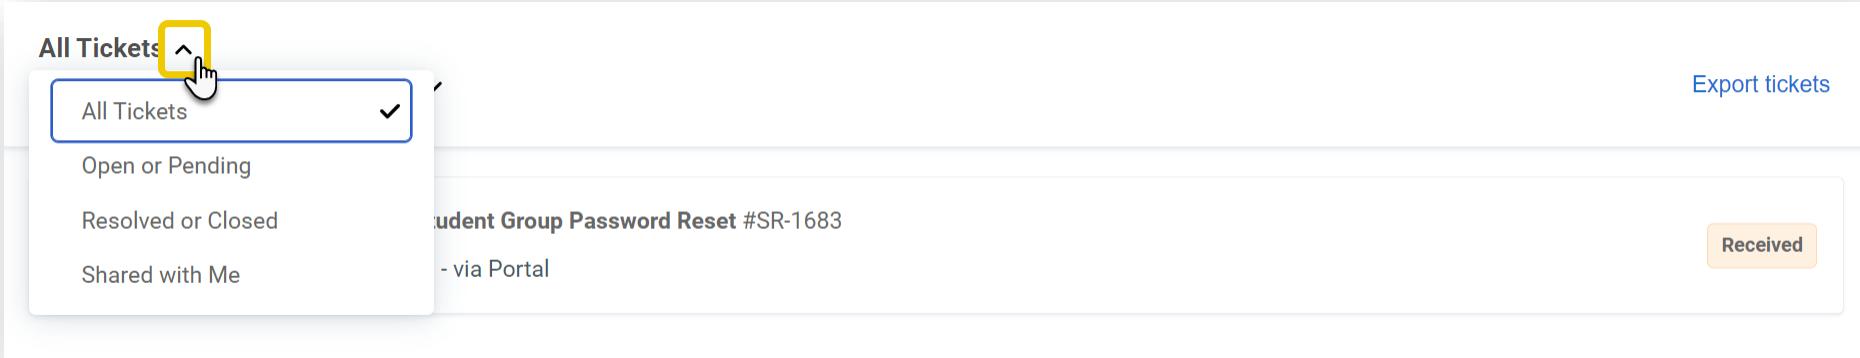 All Tickets
Export tickets
All Tickets
Open or Pending
Resolved or Closed
Shared with Me
Group Password Reset #SR-1683
- via Portal
Received